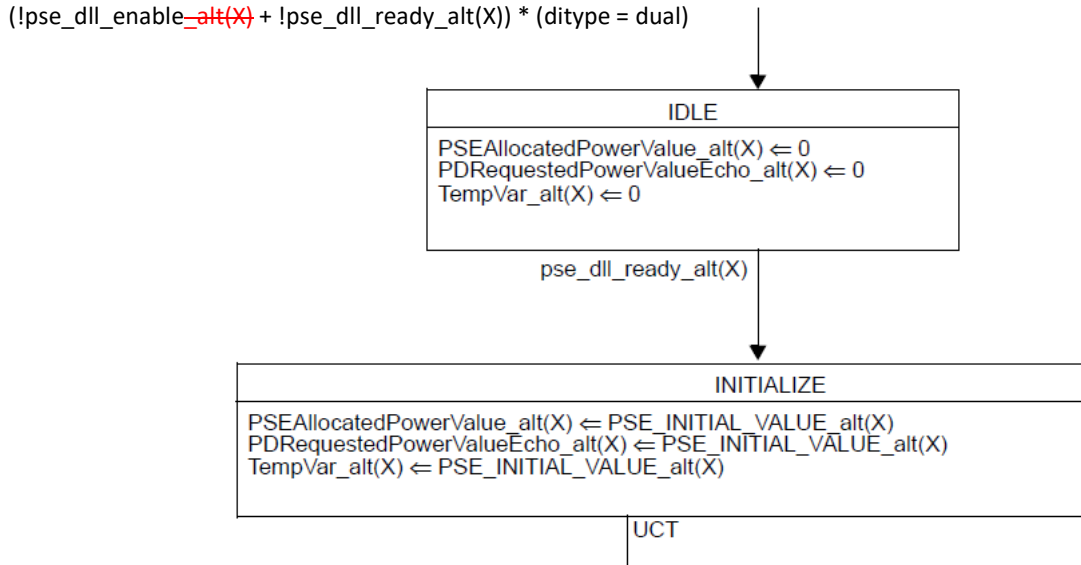 (!pse_dll_enable_alt(X) + !pse_dll_ready_alt(X)) * (ditype = dual)
IDLE
PSEAllocatedPowerValue_alt(X) ⇐ 0
PDRequestedPowerValueEcho_alt(X) ⇐ 0
TempVar_alt(X) ⇐ 0
pse_dll_ready_alt(X)
INITIALIZE
PSEAllocatedPowerValue_alt(X) ⇐ PSE_INITIAL_VALUE_alt(X)
PDRequestedPowerValueEcho_alt(X) ⇐ PSE_INITIAL_VALUE_alt(X)
TempVar_alt(X) ⇐ PSE_INITIAL_VALUE_alt(X)
UCT